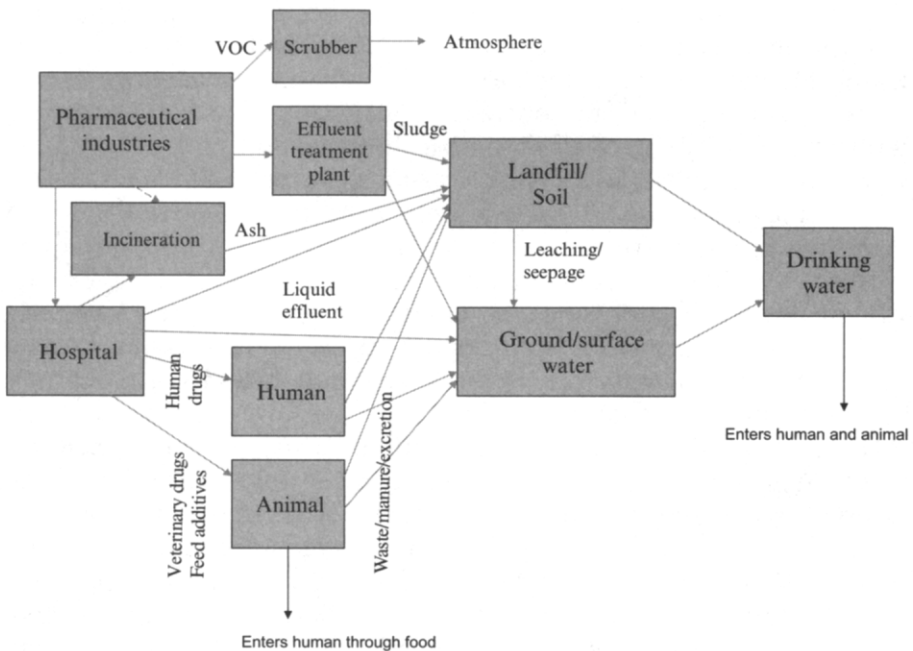 VOC
Scrubber
Atmosphere
Pharmaceutical
industries
Effluent
treatment
plant
Sludge
Landfill/
Soil
Incineration
Ash
Leaching/
seepage
Drinking
water
Liquid
effluent
Hospital
Ground/surface
water
Human
drugs
Human
Enters human and animal
Veterinary drugs
Feed additives
Animal
Waste/manure/excretion
Enters human through food